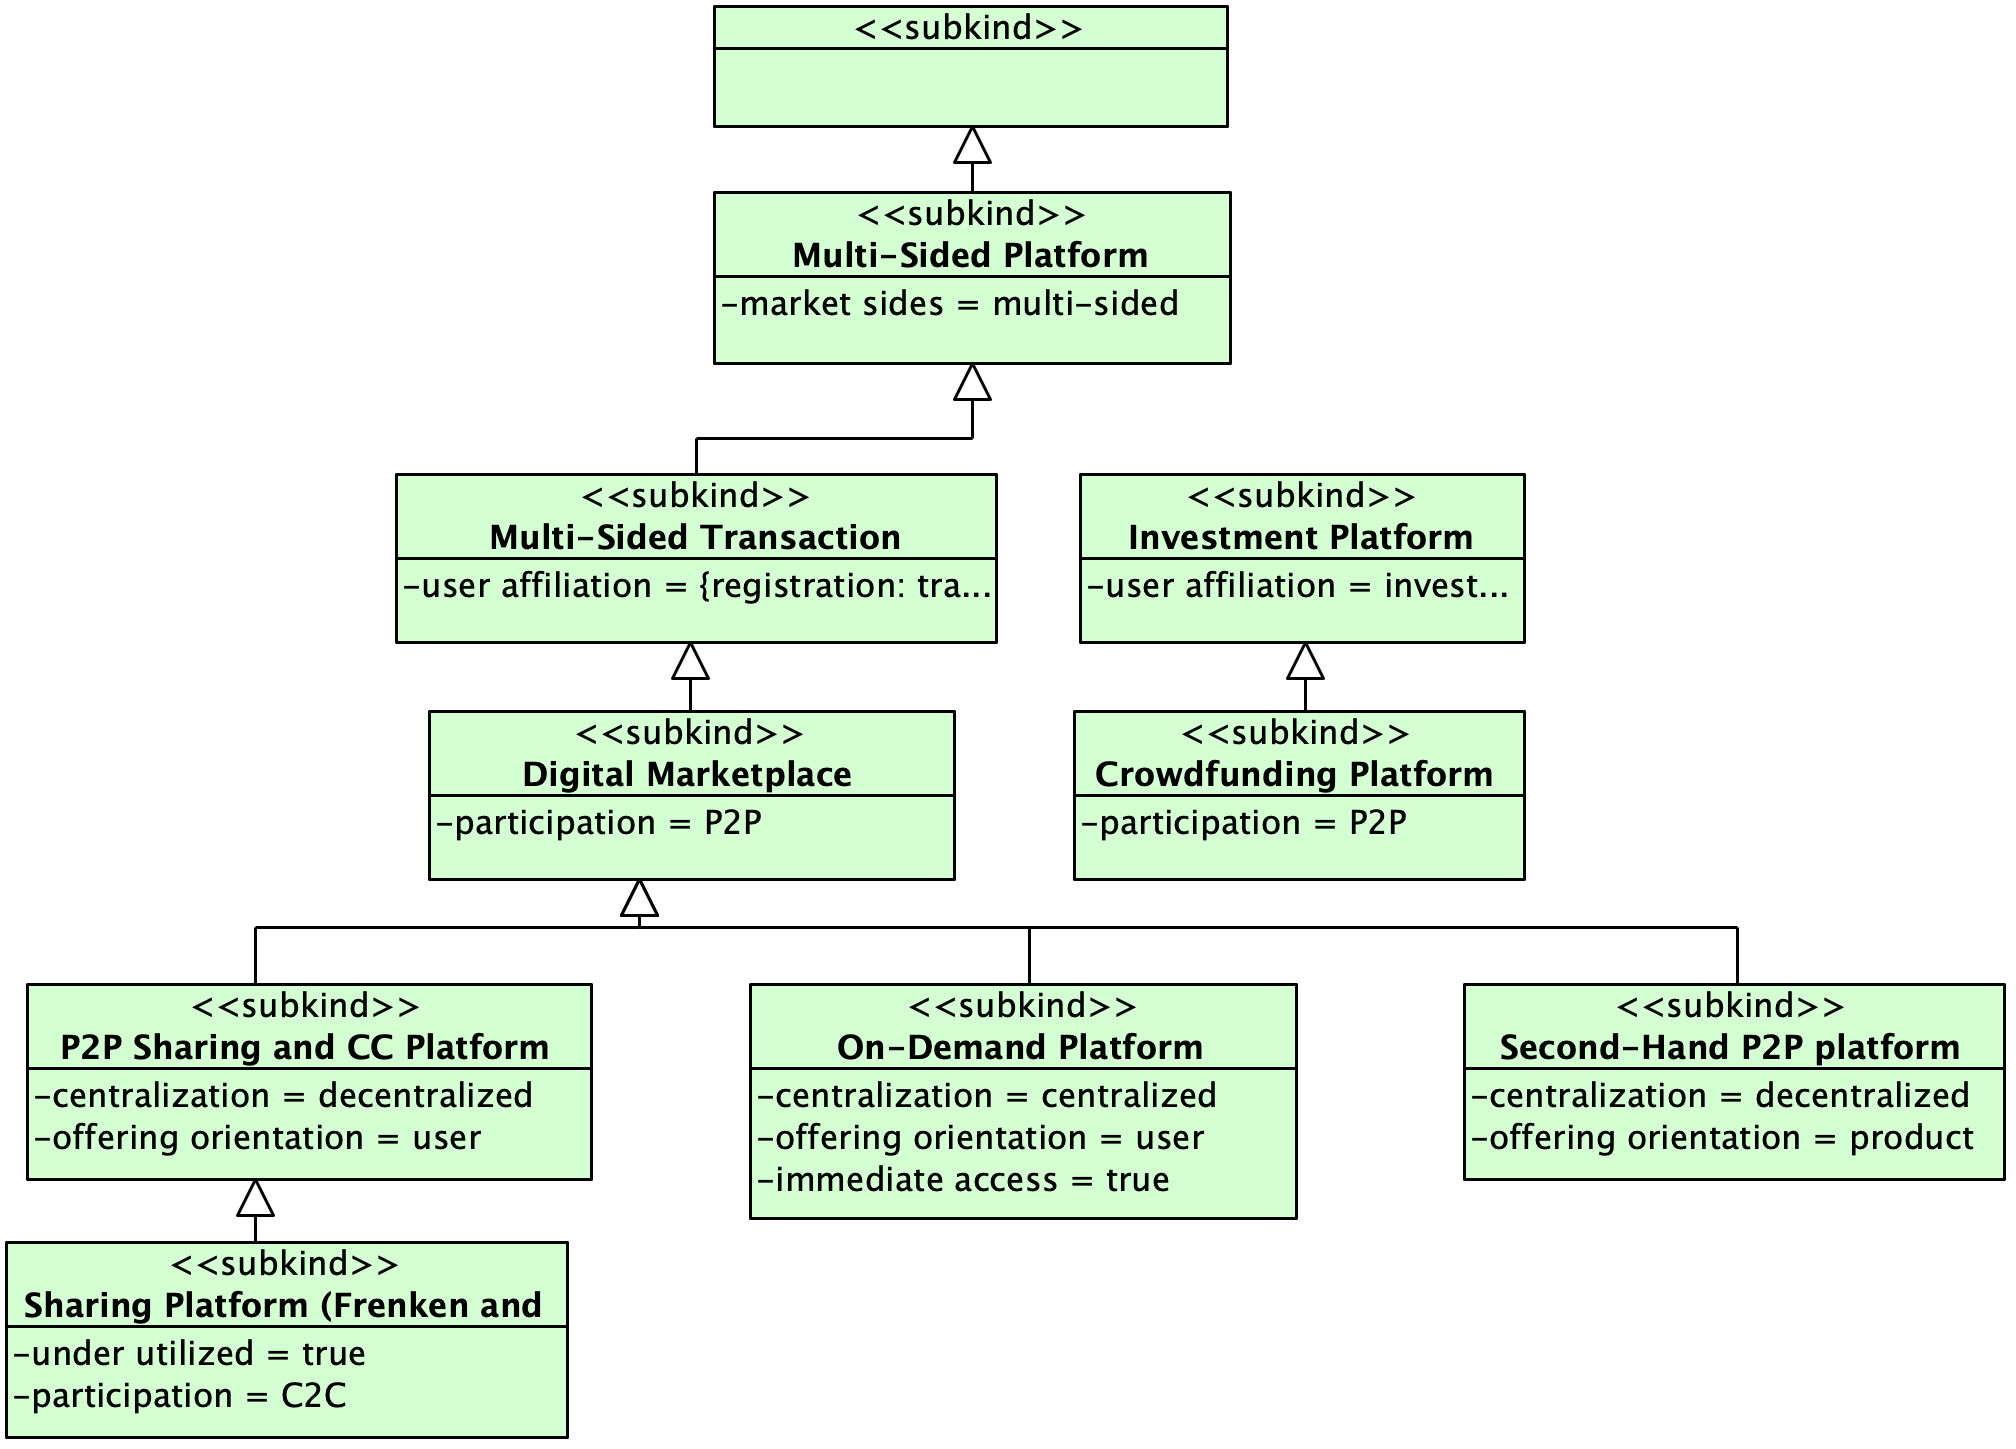 <<subkind>>
<<subkind>>
Multi-Sided Platform
-market sides = multi-sided
<<subkind>>
Multi-Sided Transaction
-user affiliation = {registration: tra...
<<subkind>>
Investment Platform
-user affiliation = invest...
<<subkind>>
Digital Marketplace
-participation = P2P
<<subkind>>
Crowdfunding Platform
-participation = P2P
<<subkind>>
P2P Sharing and CC Platform
-centralization = decentralized
-offering orientation = user
<<subkind>>
On-Demand Platform
-centralization = centralized
-offering orientation = user
-immediate access = true
<<subkind>>
Second-Hand P2P platform
-centralization = decentralized
-offering orientation = product
<<subkind>>
Sharing Platform (Frenken and
-under utilized = true
-participation = C2C